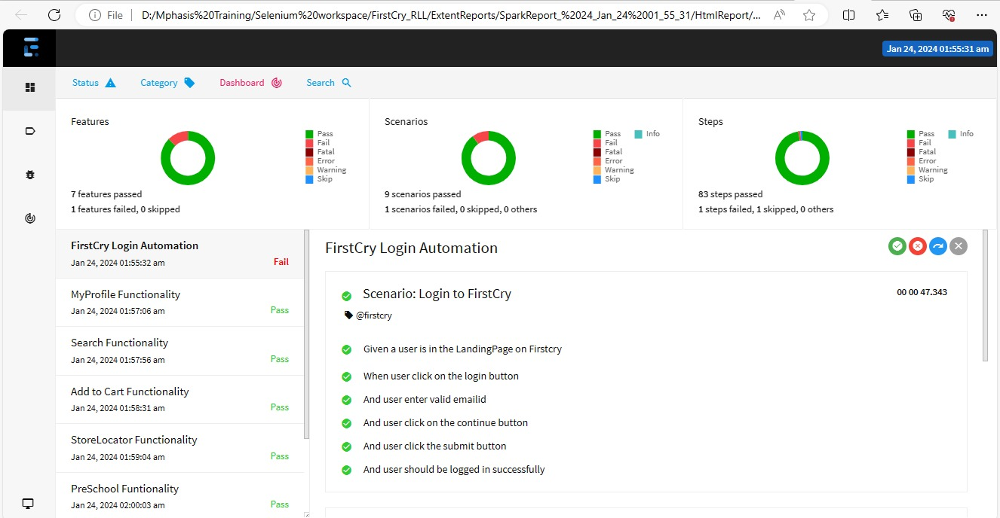 File
D:/Mphasis%20Training/Selenium%20workspace/FirstCry_RLL/ExtentReports/SparkReport_%2024_Jan_24%2001_55_31/HtmlReport/...
Jan 24, 2024 01:55:31 am
Status Category Dashboard Search
Features
Pass
Fail
Fatal
Error
Warning
Skip
7 features passed
1 features failed, 0 skipped
Scenarios
Pass Info
Fail
Fatal
Error
Warning
Skip
9 scenarios passed
1 scenarios failed, 0 skipped, 0 others
Steps
Pass Info
Fail
Fatal
Error
Warning
Skip
83 steps passed
1 steps failed, 1 skipped, 0 others
FirstCry Login Automation
Jan 24, 2024 01:55:32 am Fail
MyProfile Functionality
Jan 24, 2024 01:57:06 am Pass
Search Functionality
Jan 24, 2024 01:57:56 am Pass
Add to Cart Functionality
Jan 24, 2024 01:58:31 am Pass
StoreLocator Functionality
Jan 24, 2024 01:59:04 am Pass
PreSchool Funtionality
Jan 24, 2024 02:00:03 am Pass
FirstCry Login Automation
Scenario: Login to FirstCry 00 00 47.343
@firstcry
Given a user is in the LandingPage on Firstcry
When user click on the login button
And user enter valid emailid
And user click on the continue button
And user click the submit button
And user should be logged in successfully